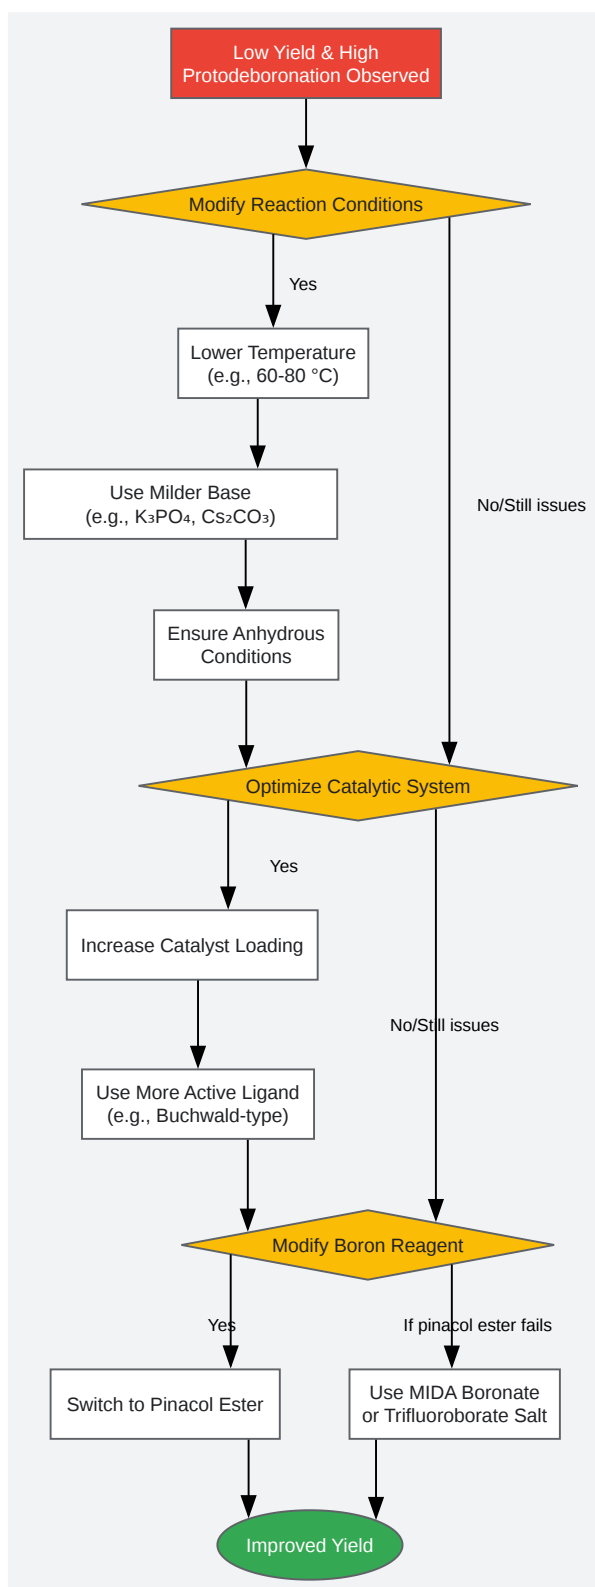 Low Yield & High
Protodeboronation Observed
Modify Reaction Conditions
Yes
Lower Temperature
(e.g., 60-80 °C)
Use Milder Base
(e.g., K₃PO₄, Cs₂CO₃)
No/Still issues
Ensure Anhydrous
Conditions
Optimize Catalytic System
Yes
Increase Catalyst Loading
No/Still issues
Use More Active Ligand
(e.g., Buchwald-type)
Modify Boron Reagent
Yes
If pinacol ester fails
Switch to Pinacol Ester
Use MIDA Boronate
or Trifluoroborate Salt
Improved Yield